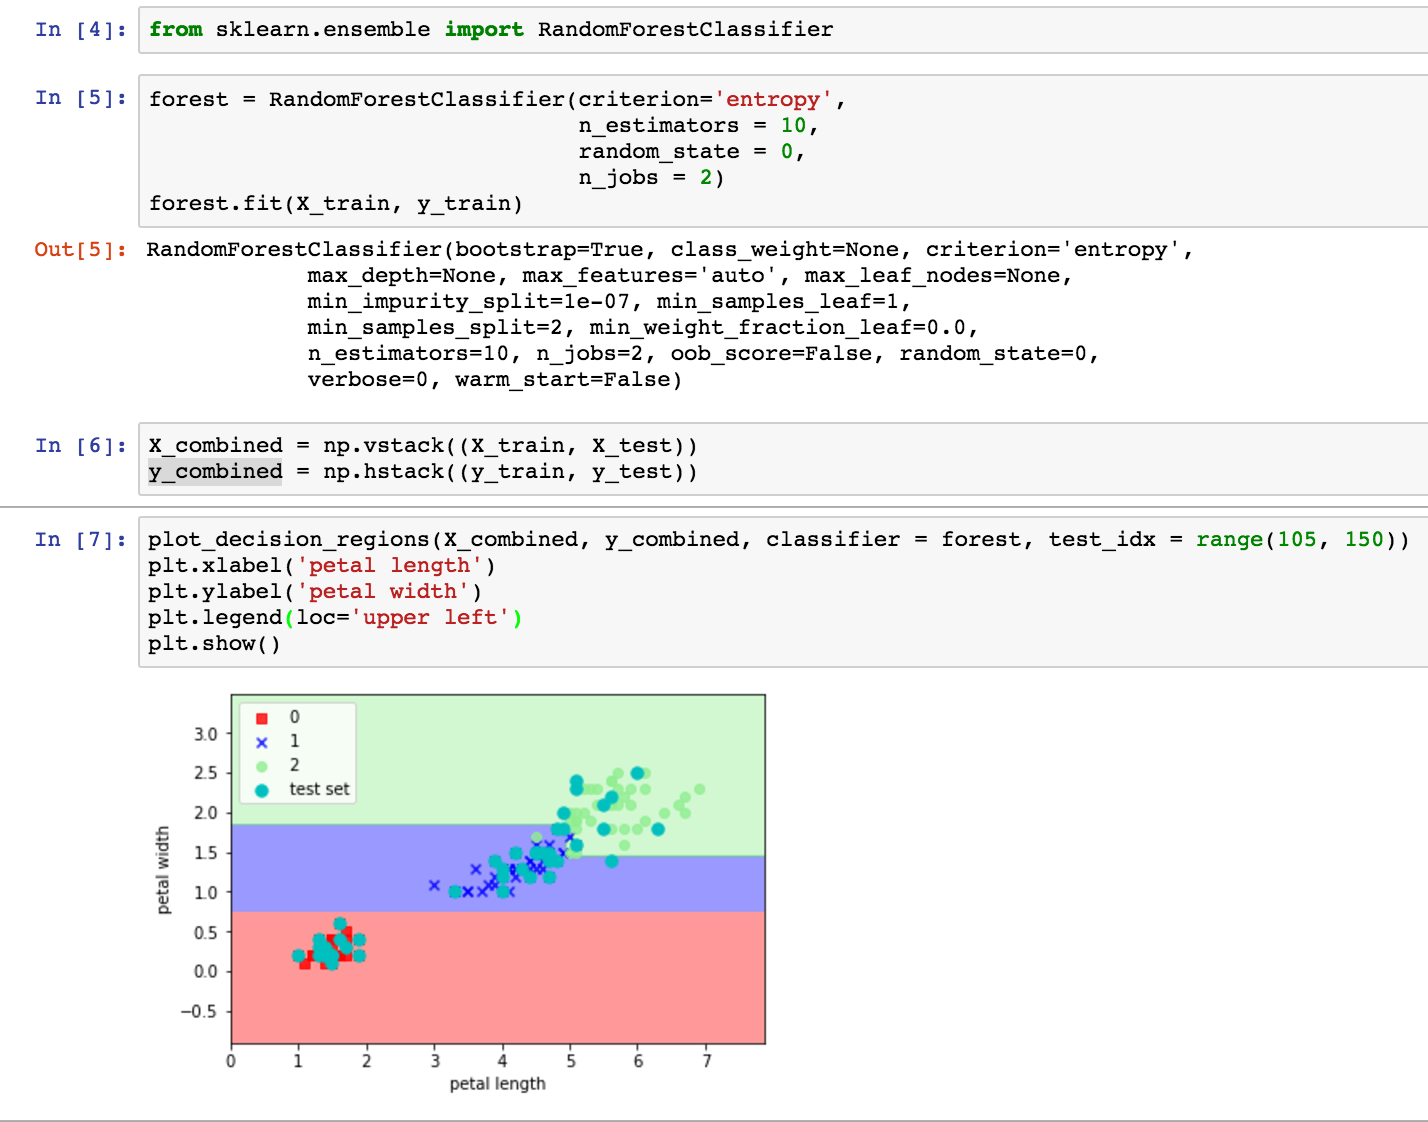 In [4]: from sklearn.ensemble import RandomForestClassifier
In [5]: forest = RandomForestClassifier(criterion='entropy',
n_estimators = 10,
random_state = 0,
n_jobs = 2)
forest.fit(X_train, y_train)
Out[5]: RandomForestClassifier(bootstrap=True, class_weight=None, criterion='entropy',
max_depth=None, max_features='auto', max_leaf_nodes=None,
min_impurity_split=1e-07, min_samples_leaf=1,
min_samples_split=2, min_weight_fraction_leaf=0.0,
n_estimators=10, n_jobs=2, oob_score=False, random_state=0,
verbose=0, warm_start=False)
In [6]: X_combined = np.vstack((X_train, X_test))
y_combined = np.hstack((y_train, y_test))
In [7]: plot_decision_regions(X_combined, y_combined, classifier = forest, test_idx = range(105, 150))
plt.xlabel('petal length')
plt.ylabel('petal width')
plt.legend(loc='upper left')
plt.show()
0
1
2
test set
petal width
3.0
2.5
2.0
1.5
1.0
0.5
0.0
−0.5
0 1 2 3 4 5 6 7
petal length